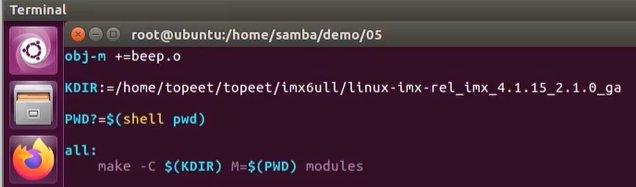 Terminal
root@ubuntu:/home/samba/demo/05
obj-m +=beep.o
KDIR:=/home/topeet/topeet/imx6ull/linux-imx-rel_imx_4.1.15_2.1.0_ga
PWD?=$(shell pwd)
all:
make -C $(KDIR) M=$(PWD) modules